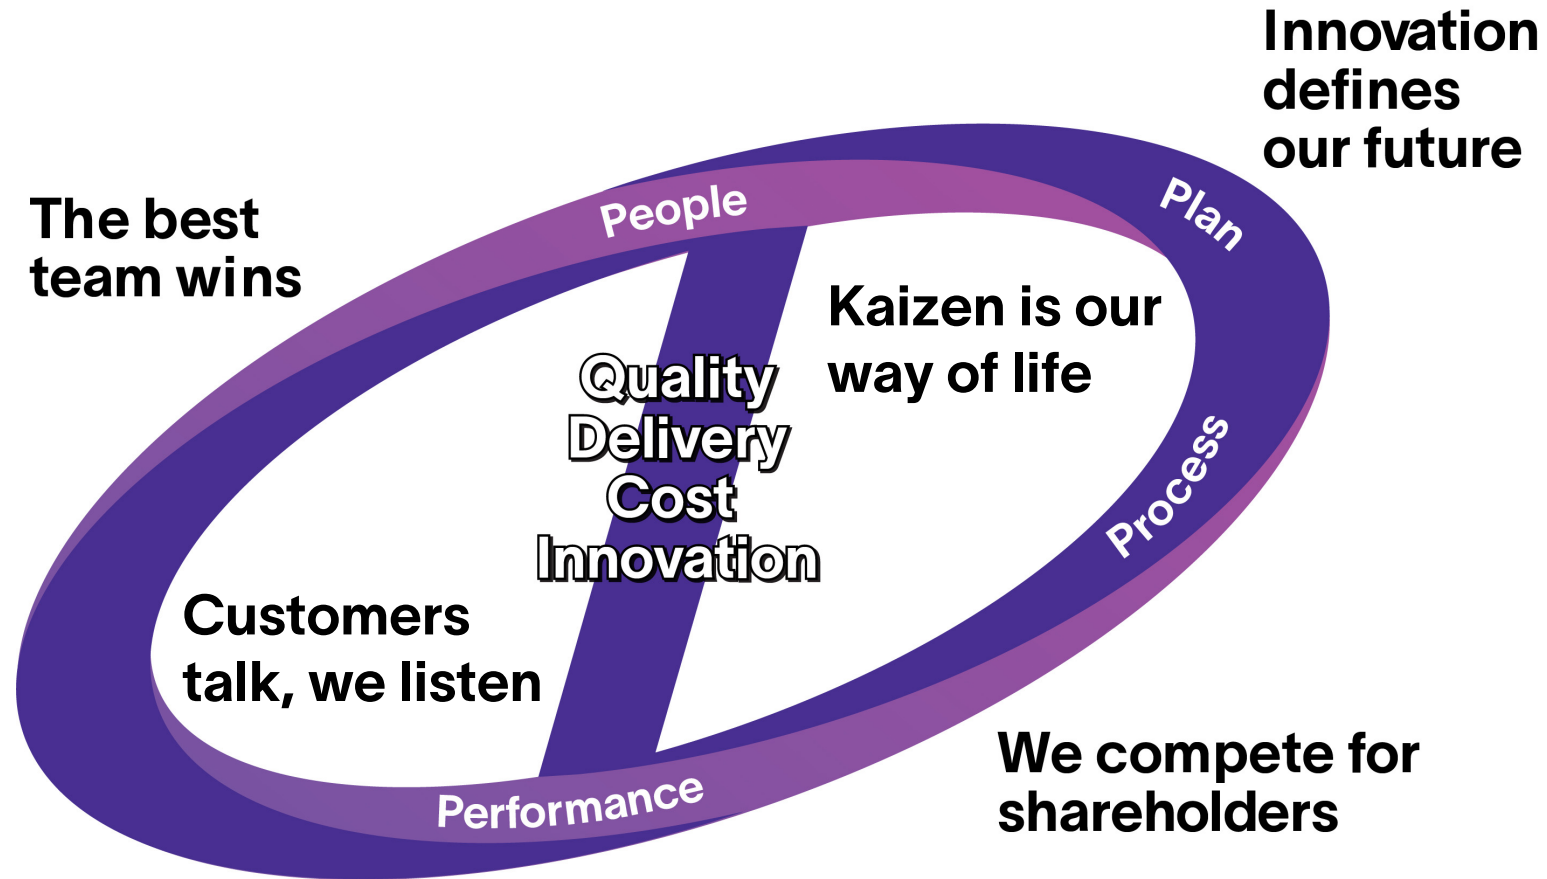 Innovation
defines
our future
The best
team wins
People
Plan
Kaizen is our
way of life
Quality
Delivery
Cost
Innovation
Process
Customers
talk, we listen
We compete for
shareholders
Performance